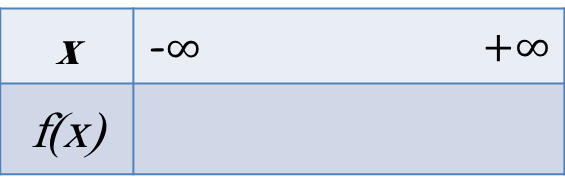 x -∞ +∞
f(x)